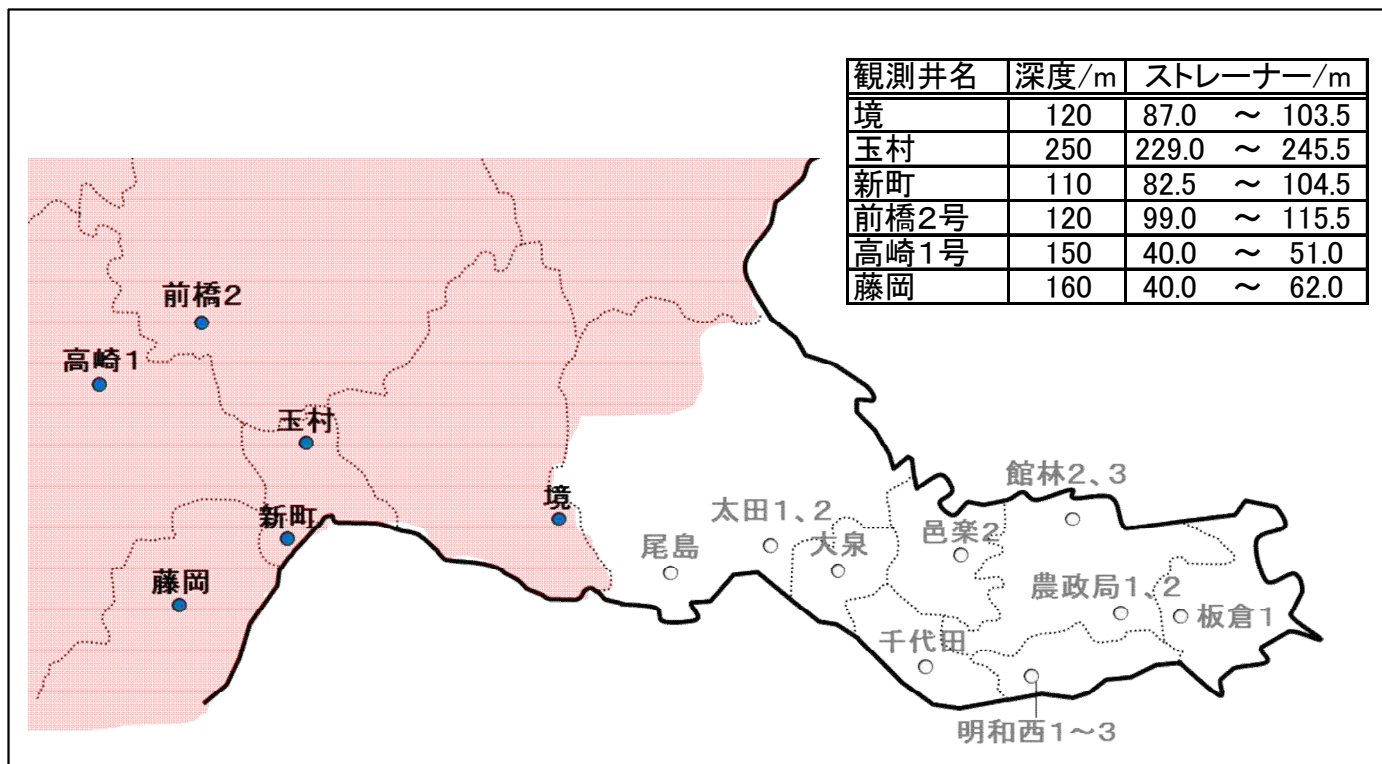 観測井名 深度/m ストレーナー/m
境 120 87.0 ～ 103.5
玉村 250 229.0 ～ 245.5
新町 110 82.5 ～ 104.5
前橋２号 120 99.0 ～ 115.5
高崎１号 150 40.0 ～ 51.0
藤岡 160 40.0 ～ 62.0
前橋２
高崎１
玉村
館林２、３
境
太田１、２
新町
邑楽２
尾島
大泉
藤岡
農政局１、２
板倉１
千代田
明和西１～３